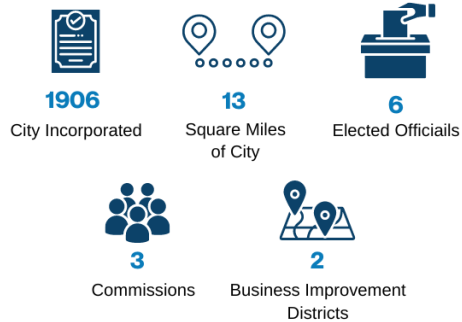 1906
City Incorporated
13
Square Miles
of City
6
Elected Officiails
3
Commissions
2
Business Improvement
Districts